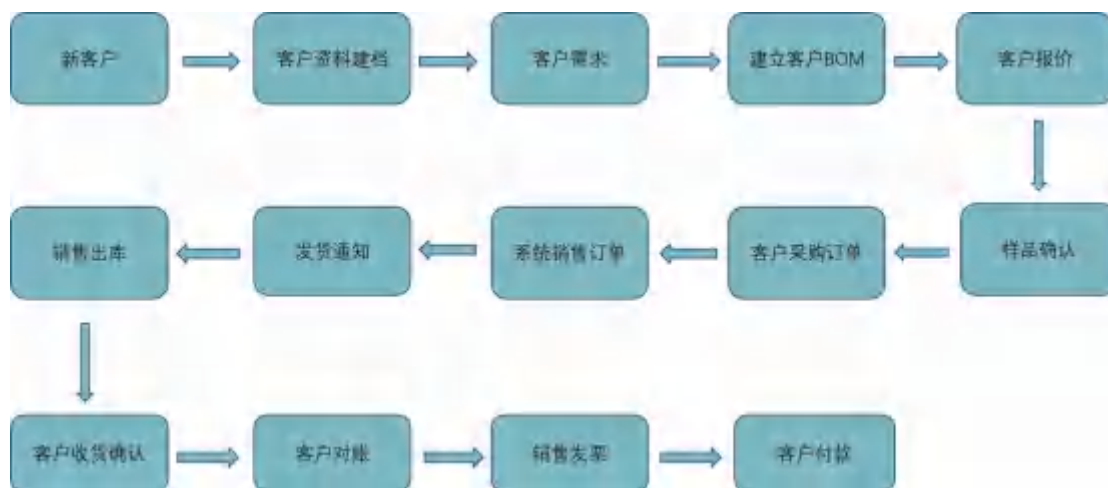 新客户
客户资料建档
客户需求
建立客户BOM
客户报价
样品确认
客户采购订单
系统销售订单
发货通知
销售出库
客户收货确认
客户对账
销售发票
客户付款